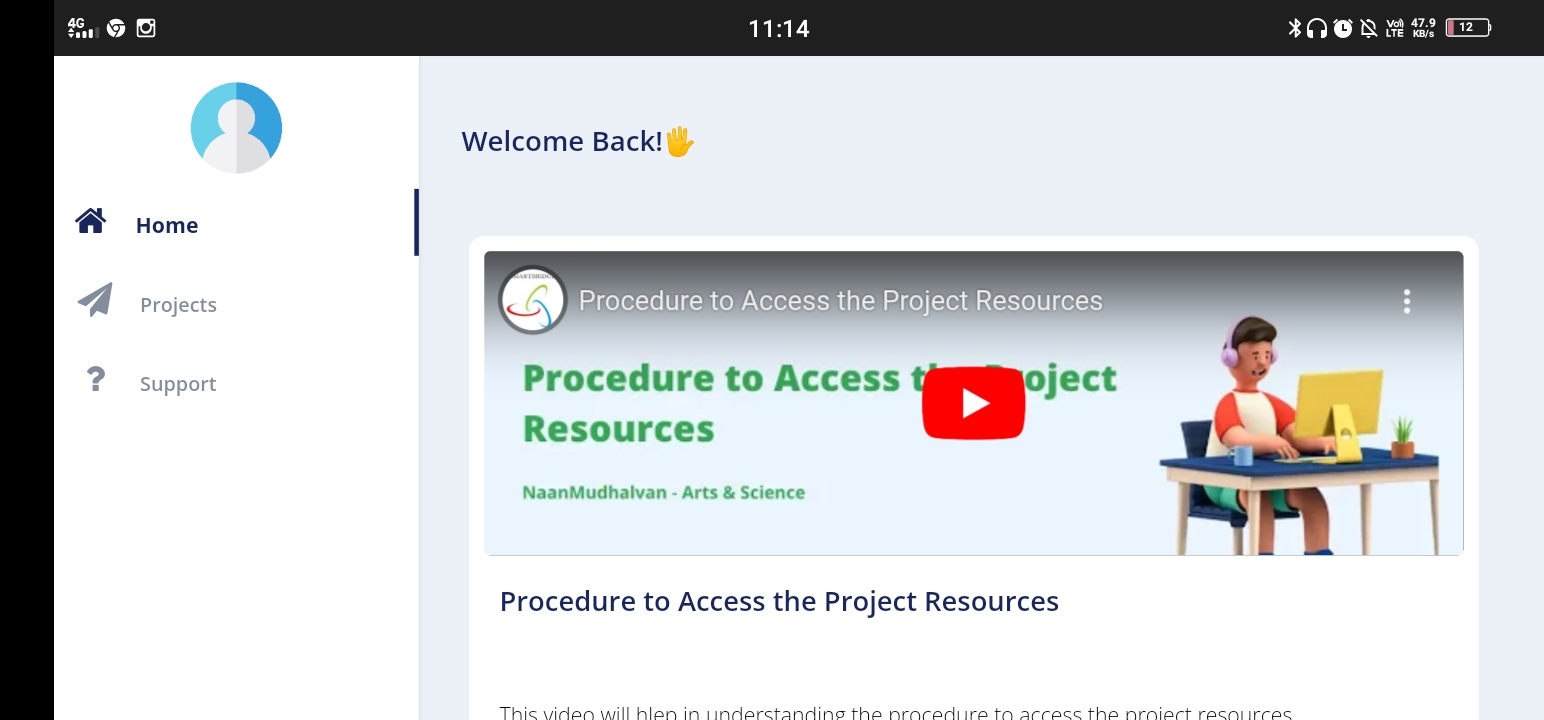 4G
11:14
Vo)
LTE
47.9
KB/s
12
Welcome Back!🖐
Home
Projects
Support
Procedure to Access the Project Resources
Procedure to Access the Project
Resources
NaanMudhalvan - Arts & Science
Procedure to Access the Project Resources
This video will hlep in understanding the procedure to access the project resources